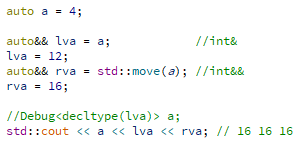 auto a = 4;
auto&& lva = a; //int&
lva = 12;
auto&& rva = std::move(a); //int&&
rva = 16;
//Debug<decltype(lva)> a;
std::cout << a << lva << rva; // 16 16 16